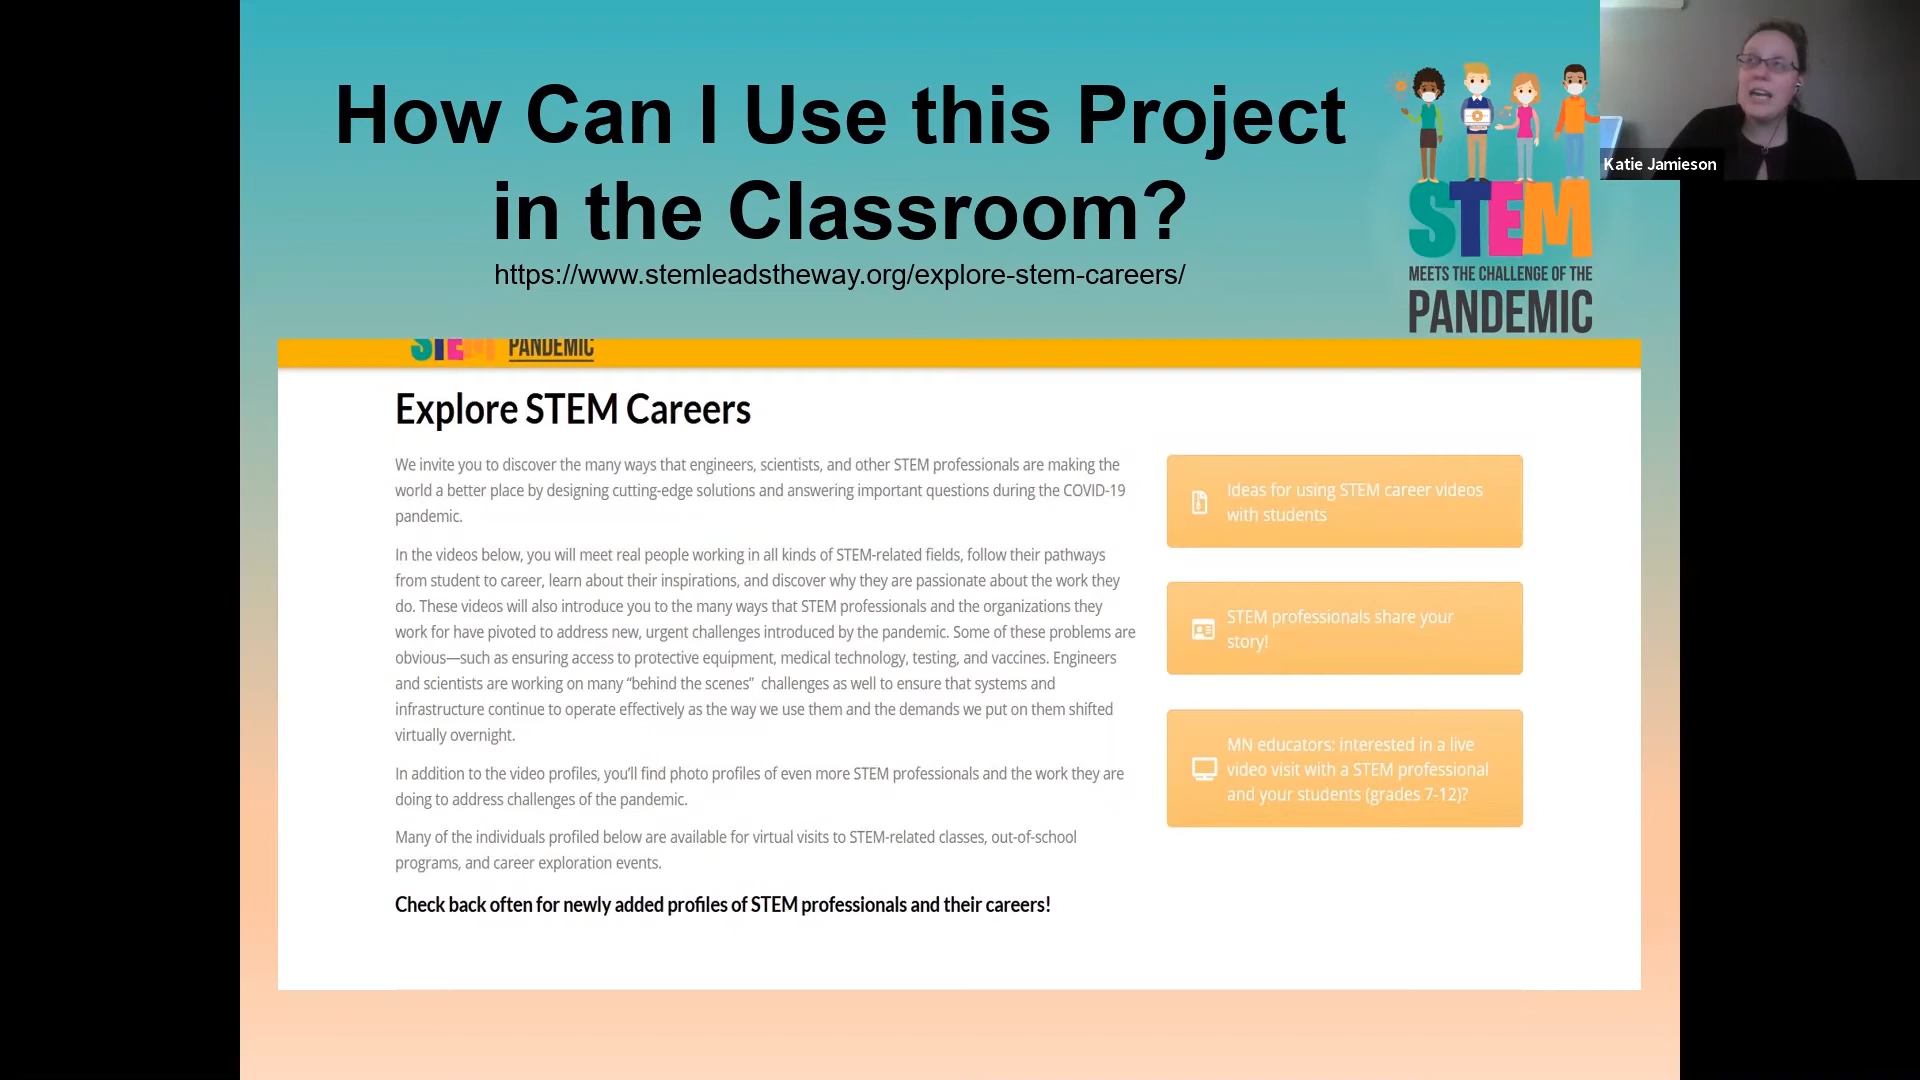 How Can I Use this Project
in the Classroom?
https://www.stemleadstheway.org/explore-stem-careers/
STEM
MEETS THE CHALLENGE OF THE
PANDEMIC
Katie Jamieson
STEM PANDEMIC
Explore STEM Careers
We invite you to discover the many ways that engineers, scientists, and other STEM professionals are making the
world a better place by designing cutting-edge solutions and answering important questions during the COVID-19
pandemic.
In the videos below, you will meet real people working in all kinds of STEM-related fields, follow their pathways
from student to career, learn about their inspirations, and discover why they are passionate about the work they
do. These videos will also introduce you to the many ways that STEM professionals and the organizations they
work for have pivoted to address new, urgent challenges introduced by the pandemic. Some of these problems are
obvious—such as ensuring access to protective equipment, medical technology, testing, and vaccines. Engineers
and scientists are working on many “behind the scenes”  challenges as well to ensure that systems and
infrastructure continue to operate effectively as the way we use them and the demands we put on them shifted
virtually overnight.
In addition to the video profiles, you’ll find photo profiles of even more STEM professionals and the work they are
doing to address challenges of the pandemic.
Many of the individuals profiled below are available for virtual visits to STEM-related classes, out-of-school
programs, and career exploration events.
Check back often for newly added profiles of STEM professionals and their careers!
Ideas for using STEM career videos
with students
STEM professionals share your
story!
MN educators: interested in a live
video visit with a STEM professional
and your students (grades 7-12)?